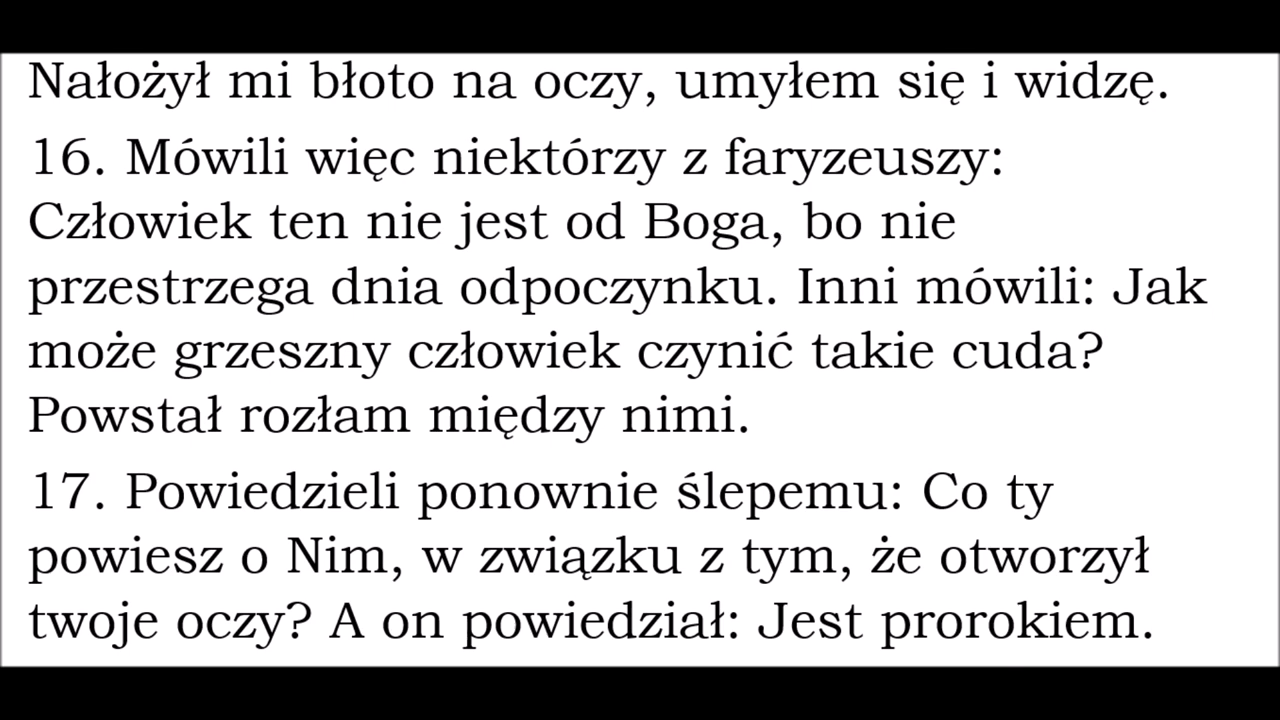 Nałożył mi błoto na oczy, umyłem się i widzę.
16. Mówili więc niektórzy z faryzeuszy:
Człowiek ten nie jest od Boga, bo nie
przestrzega dnia odpoczynku. Inni mówili: Jak
może grzeszny człowiek czynić takie cuda?
Powstał rozłam między nimi.
17. Powiedzieli ponownie ślepemu: Co ty
powiesz o Nim, w związku z tym, że otworzył
twoje oczy? A on powiedział: Jest prorokiem.